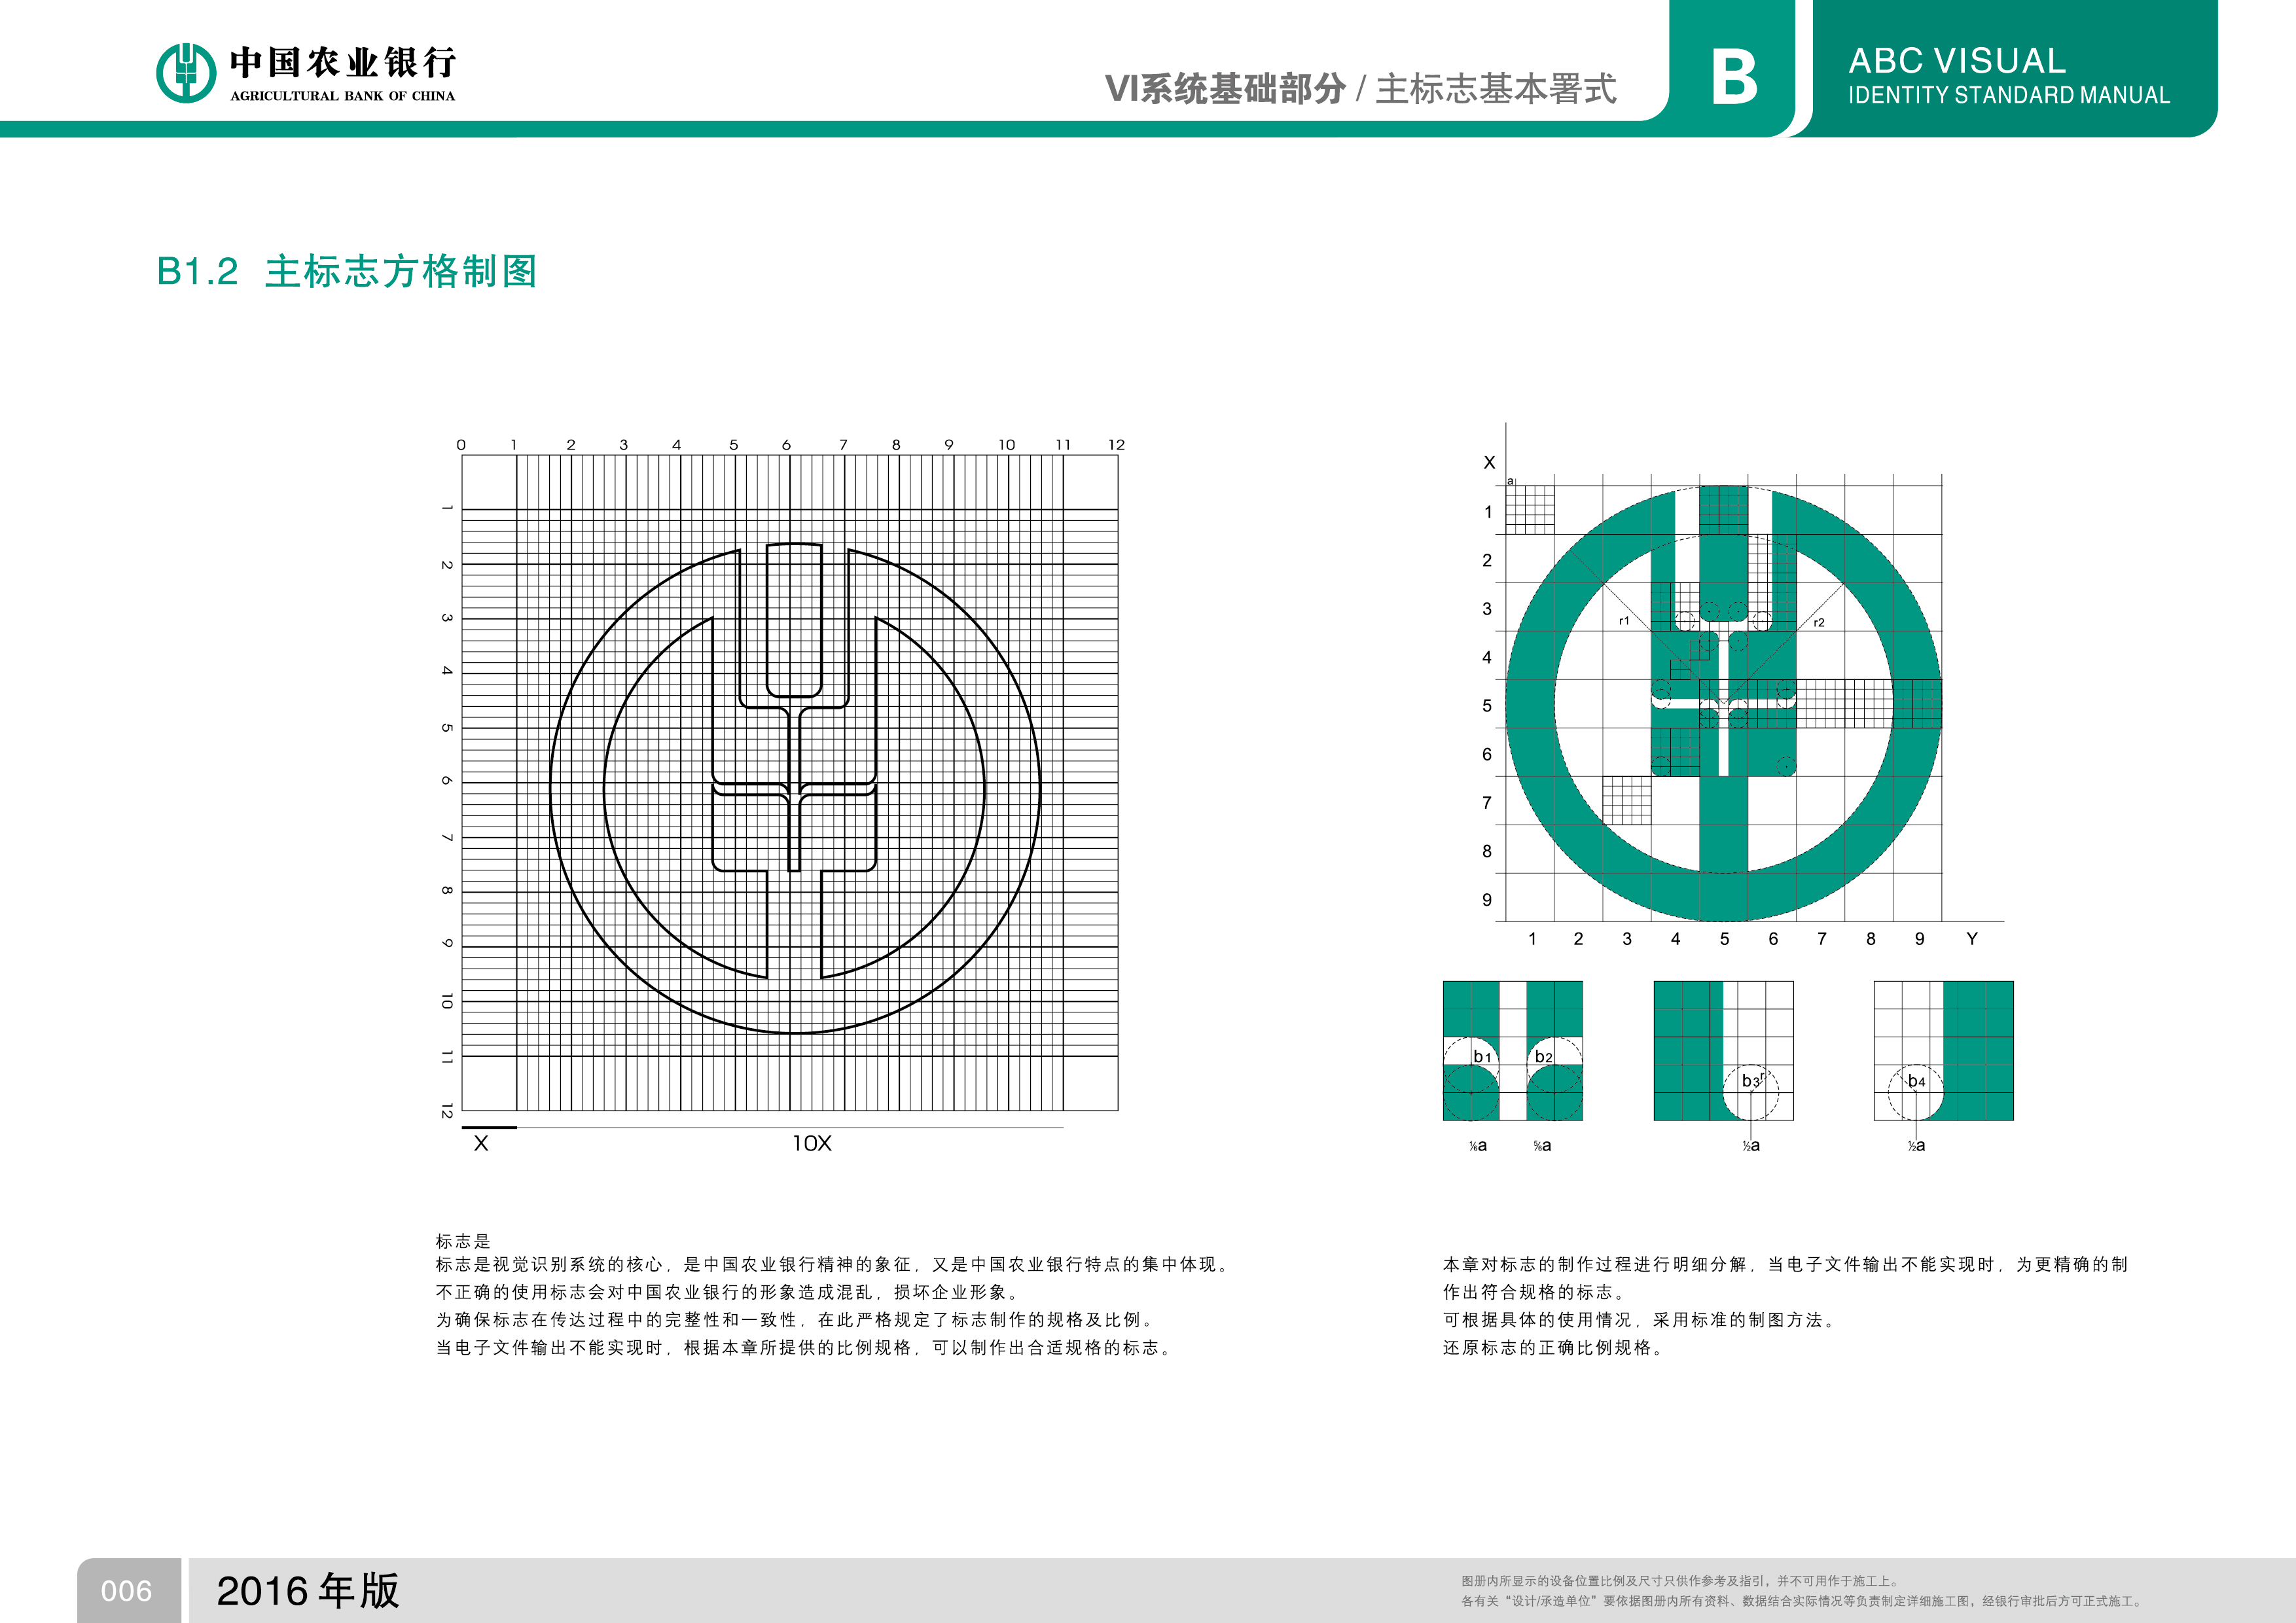 中国农业银行
AGRICULTURAL BANK OF CHINA
VI系统基础部分 / 主标志基本署式
B
ABC VISUAL
IDENTITY STANDARD MANUAL
B1.2 主标志方格制图
0 1 2 3 4 5 6 7 8 9 10 11 12
1
2
3
4
5
6
7
8
9
10
11
12
X 10X
X
a
1
2
3
4
5
6
7
8
9
r1 r2
1 2 3 4 5 6 7 8 9 Y
b1 b2 b3 r b4
⅙a ⅚a ½a ½a
标志是
标志是视觉识别系统的核心，是中国农业银行精神的象征，又是中国农业银行特点的集中体现。
不正确的使用标志会对中国农业银行的形象造成混乱，损坏企业形象。
为确保标志在传达过程中的完整性和一致性，在此严格规定了标志制作的规格及比例。
当电子文件输出不能实现时，根据本章所提供的比例规格，可以制作出合适规格的标志。
本章对标志的制作过程进行明细分解，当电子文件输出不能实现时，为更精确的制
作出符合规格的标志。
可根据具体的使用情况，采用标准的制图方法。
还原标志的正确比例规格。
006
2016 年版
图册内所显示的设备位置比例及尺寸只供作参考及指引，并不可用作于施工上。
各有关“设计/承造单位”要依据图册内所有资料、数据结合实际情况等负责制定详细施工图，经银行审批后方可正式施工。